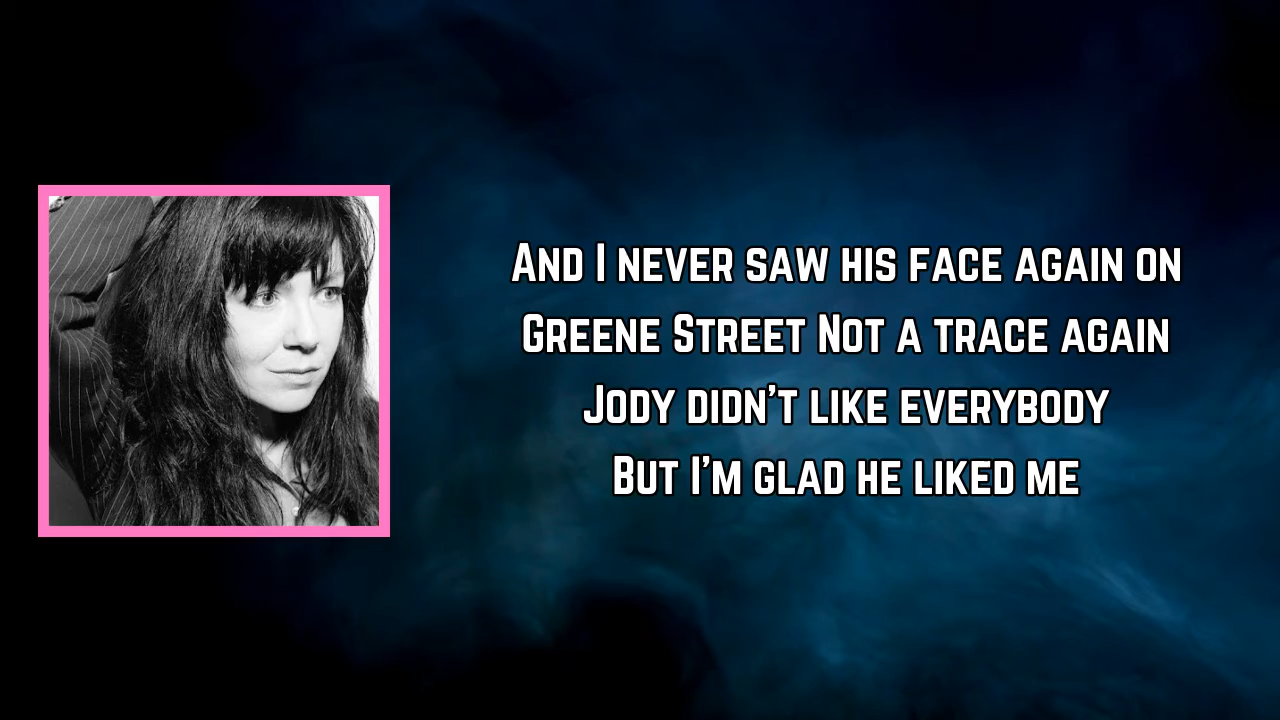 And I never saw his face again on
Greene Street Not a trace again
Jody didn't like everybody
But I'm glad he liked me